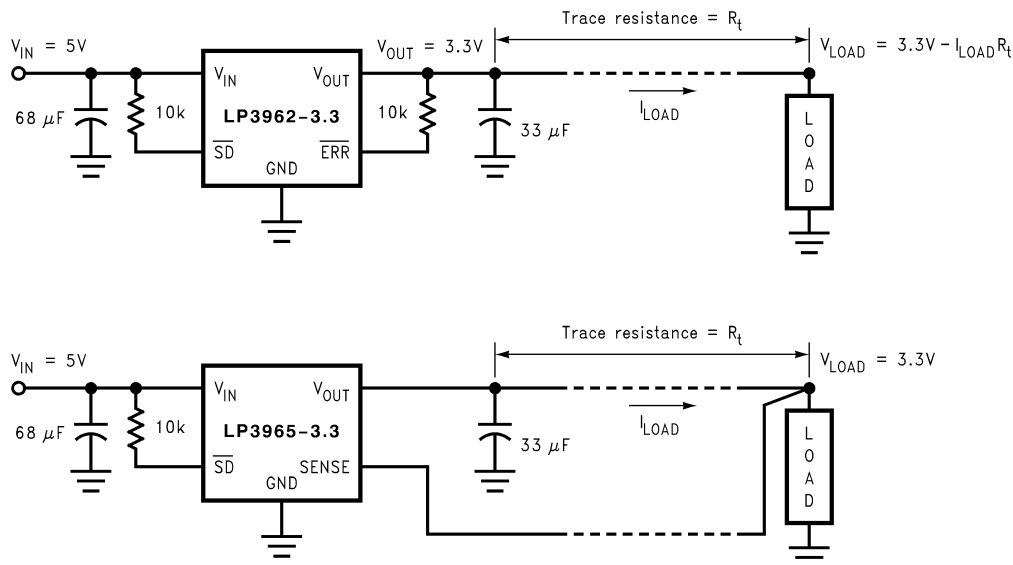 Trace resistance = Rt
VIN = 5V
VOUT = 3.3V
VLOAD = 3.3V - ILOADRt
VIN
VOUT
68 μF
10k
LP3962-3.3
10k
33 μF
ILOAD
SD
ERR
GND
L
O
A
D
Trace resistance = Rt
VIN = 5V
VLOAD = 3.3V
VIN
VOUT
68 μF
10k
LP3965-3.3
33 μF
ILOAD
SD
SENSE
GND
L
O
A
D